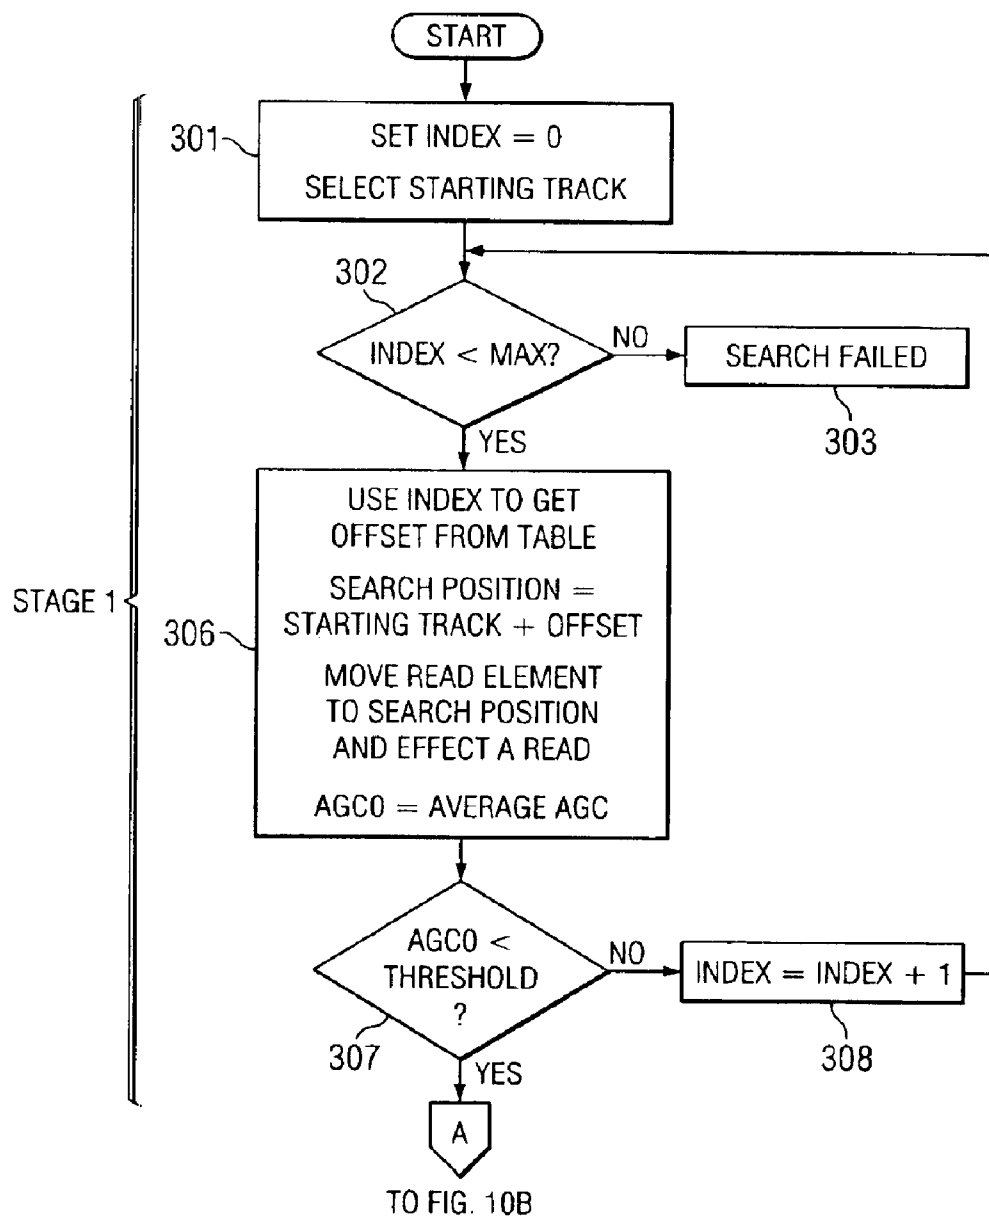 START
301
SET INDEX = 0
SELECT STARTING TRACK
302
INDEX < MAX?
NO
SEARCH FAILED
303
YES
USE INDEX TO GET
OFFSET FROM TABLE
SEARCH POSITION =
STARTING TRACK + OFFSET
MOVE READ ELEMENT
TO SEARCH POSITION
AND EFFECT A READ
AGC0 = AVERAGE AGC
STAGE 1
306
AGC0 <
THRESHOLD
?
NO
INDEX = INDEX + 1
307
308
YES
A
TO FIG. 10B